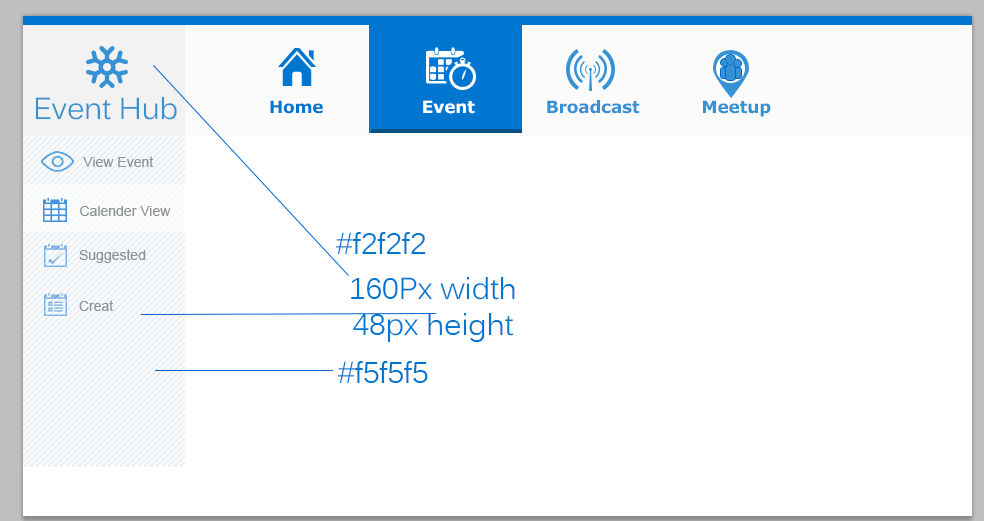 Event Hub
Home
Event
Broadcast
Meetup
View Event
Calender View
Suggested
Creat
#f2f2f2
160Px width
48px height
#f5f5f5